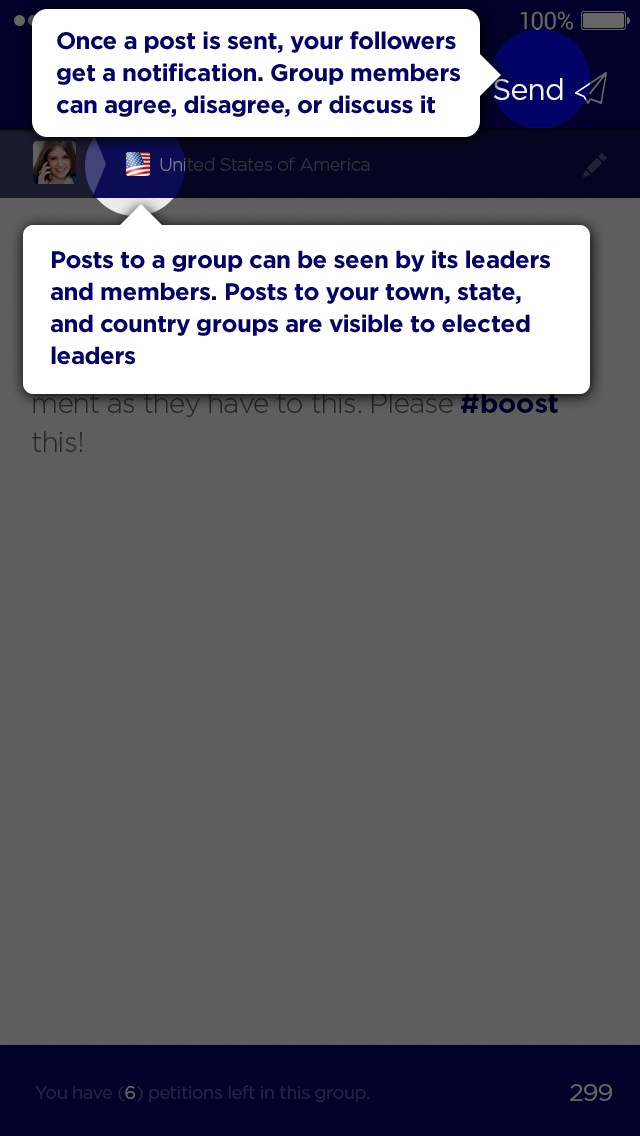 100%
Once a post is sent, your followers
get a notification. Group members
can agree, disagree, or discuss it
Send
United States of America
Posts to a group can be seen by its leaders
and members. Posts to your town, state,
and country groups are visible to elected
leaders
ment as they have to this. Please #boost
this!
You have (6) petitions left in this group.
299